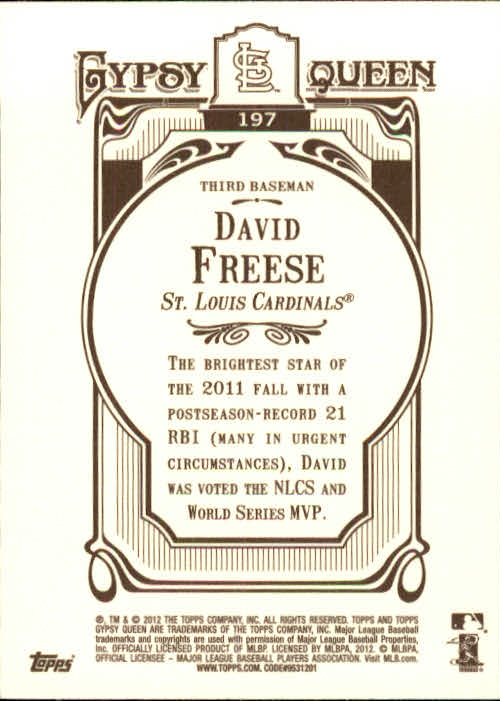 GYPSY STL QUEEN
197
THIRD BASEMAN
DAVID
FREESE
ST. LOUIS CARDINALS®
THE BRIGHTEST STAR OF
THE 2011 FALL WITH A
POSTSEASON-RECORD 21
RBI (MANY IN URGENT
CIRCUMSTANCES), DAVID
WAS VOTED THE NLCS AND
WORLD SERIES MVP.
®, TM & © 2012 THE TOPPS COMPANY, INC. ALL RIGHTS RESERVED. TOPPS AND TOPPS
GYPSY QUEEN ARE TRADEMARKS OF THE TOPPS COMPANY, INC. Major League Baseball
trademarks and copyrights are used with permission of Major League Baseball Properties,
Inc. OFFICIALLY LICENSED PRODUCT OF MLBP. LICENSED BY MLBPA, 2012. © MLBPA,
OFFICIAL LICENSEE – MAJOR LEAGUE BASEBALL PLAYERS ASSOCIATION. Visit MLB.com.
WWW.TOPPS.COM. CODE#9531201
Topps